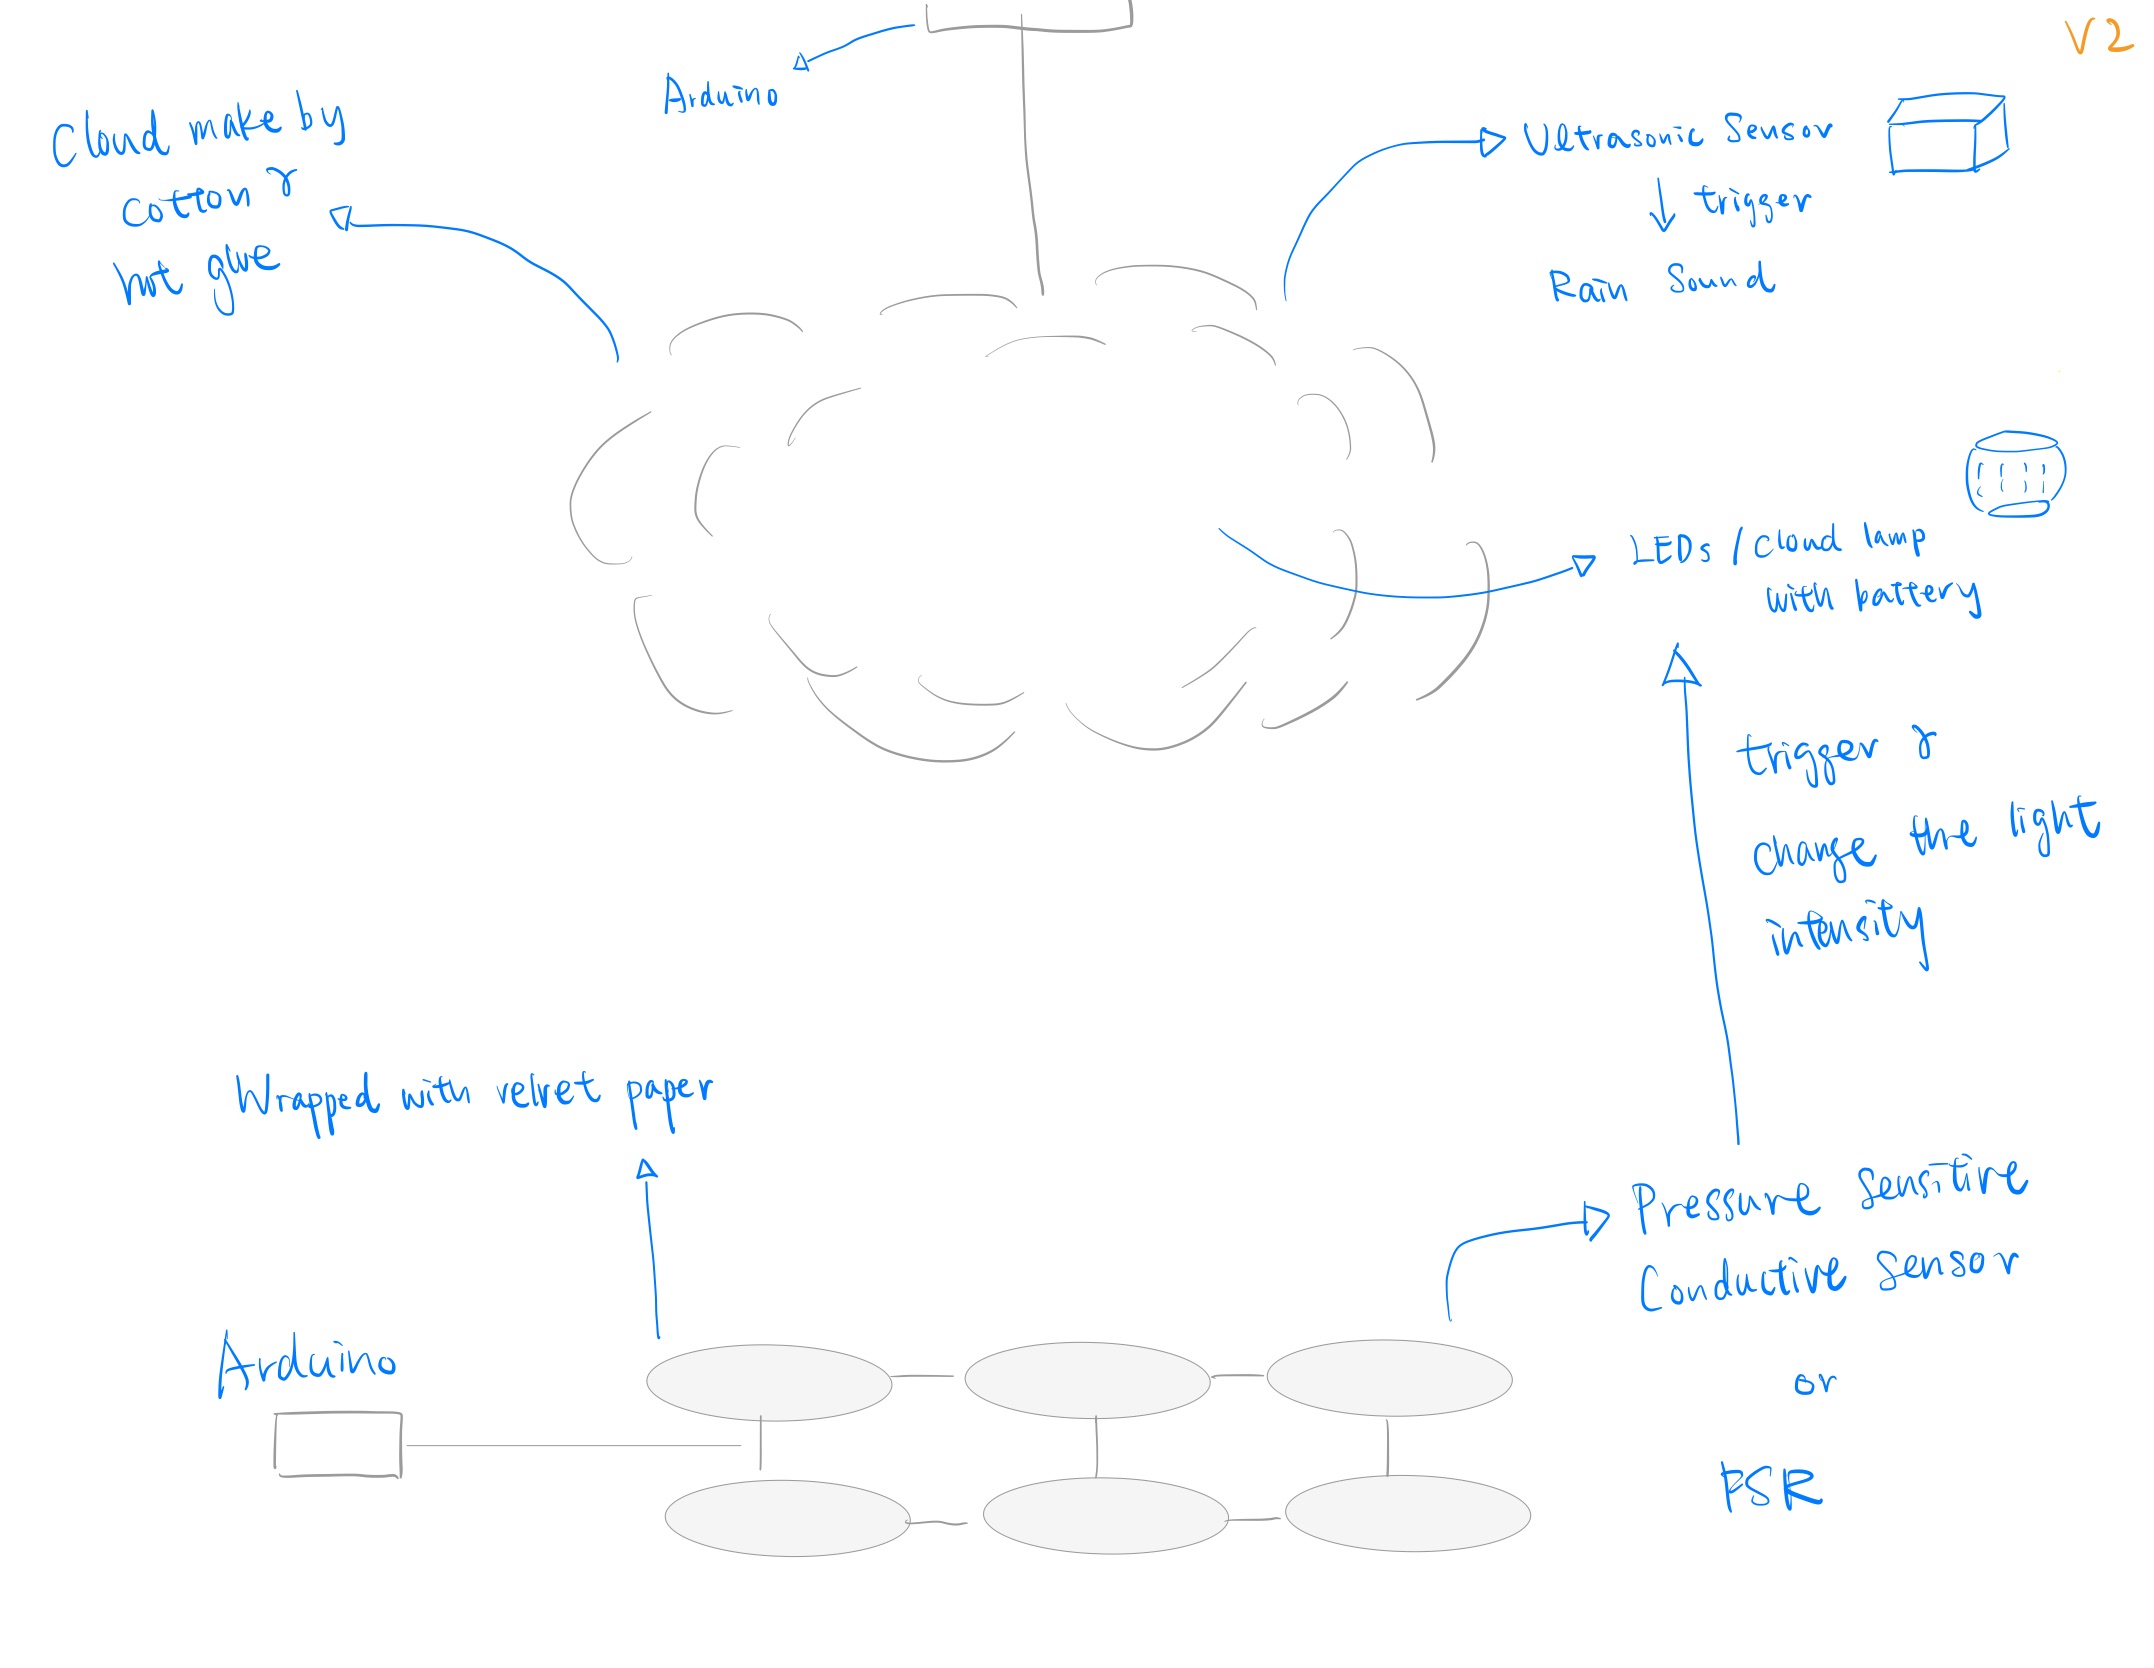 V2
Arduino
Cloud make by
cotton &
hot glue
Ultrasonic Sensor
trigger
Rain Sound
LEDs / cloud lamp
with battery
trigger &
change the light
intensity
Wrapped with velvet paper
Pressure Sensitive
Conductive Sensor
or
PSR
Arduino